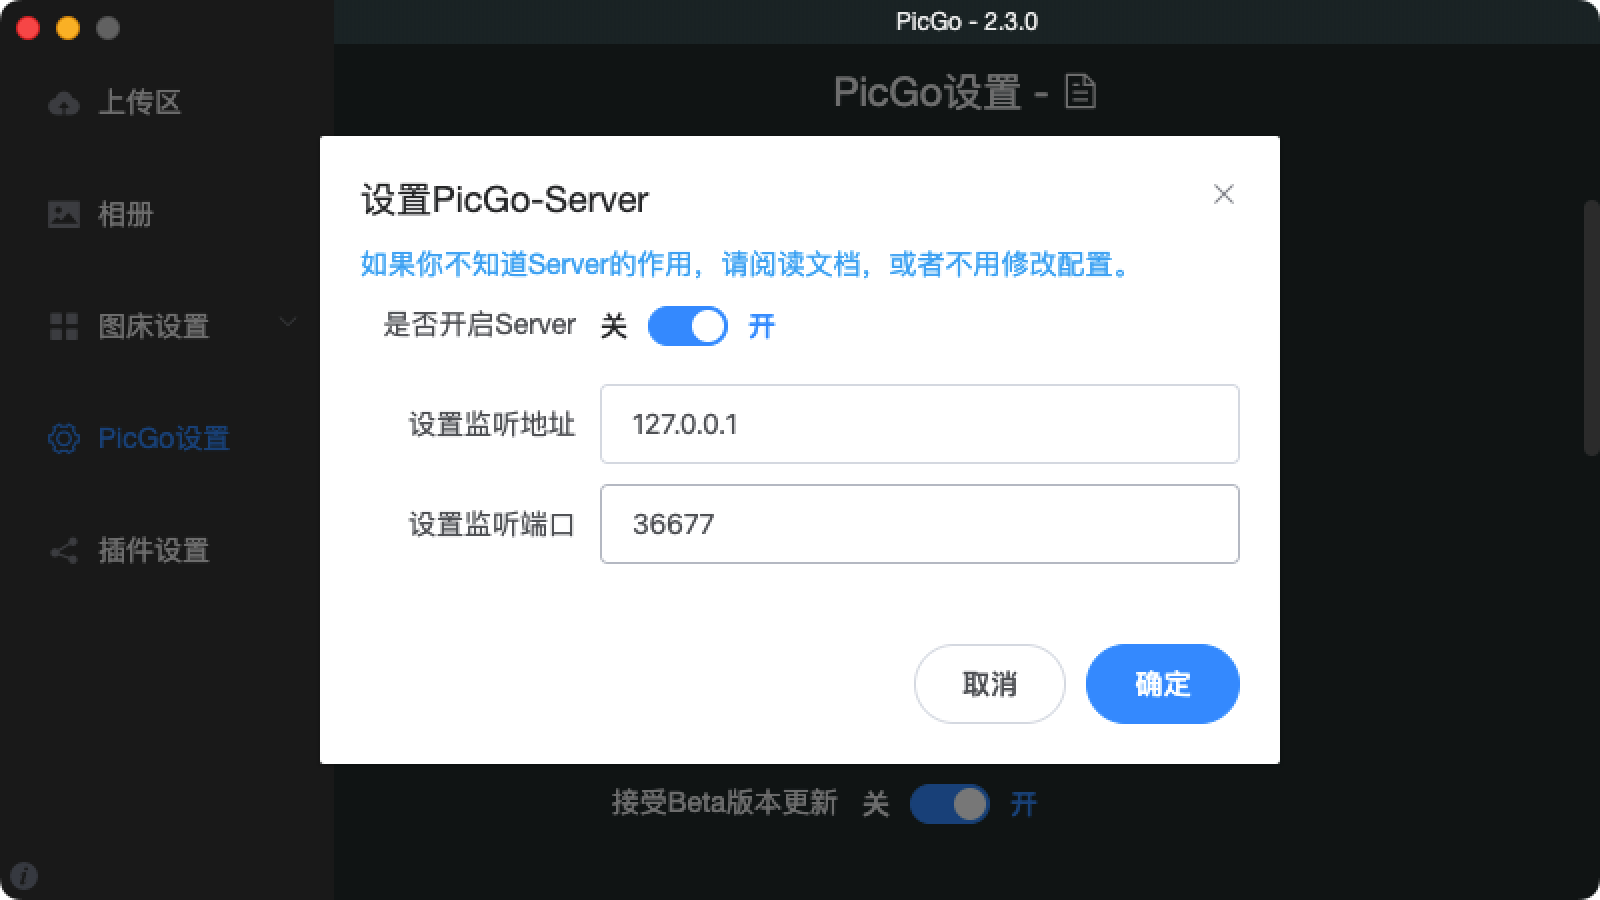 PicGo - 2.3.0
上传区
相册
图床设置
PicGo设置
插件设置
PicGo设置 -
设置PicGo-Server
如果你不知道Server的作用，请阅读文档，或者不用修改配置。
是否开启Server 关 开
设置监听地址 127.0.0.1
设置监听端口 36677
取消 确定
接受Beta版本更新 关 开